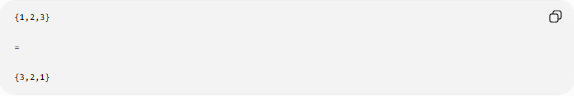 {1,2,3}
=
{3,2,1}